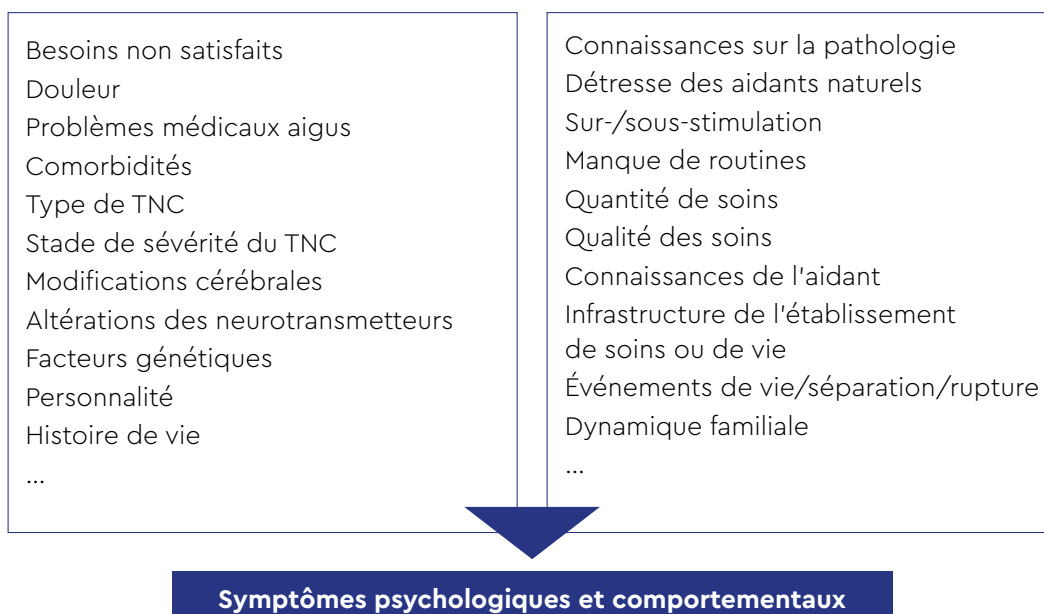 Besoins non satisfaits
Douleur
Problèmes médicaux aigus
Comorbidités
Type de TNC
Stade de sévérité du TNC
Modifications cérébrales
Altérations des neurotransmetteurs
Facteurs génétiques
Personnalité
Histoire de vie
...
Connaissances sur la pathologie
Détresse des aidants naturels
Sur-/sous-stimulation
Manque de routines
Quantité de soins
Qualité des soins
Connaissances de l'aidant
Infrastructure de l'établissement
de soins ou de vie
Événements de vie/séparation/rupture
Dynamique familiale
...
Symptômes psychologiques et comportementaux